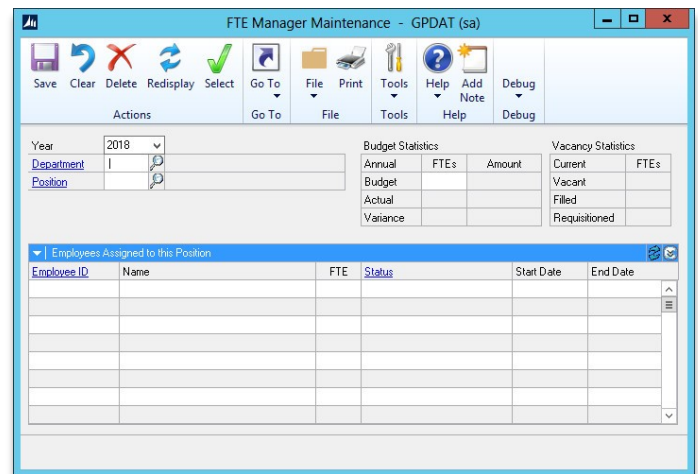 FTE Manager Maintenance - GPDAT (sa)
Save Clear Delete Redisplay Select Go To File Print Tools Help Add Note Debug
Actions Go To File Tools Help Debug
Year 2018 Budget Statistics Vacancy Statistics
Department Annual FTEs Amount Current FTEs
Position Budget Vacant
Actual Filled
Variance Requisitioned
Employees Assigned to this Position
Employee ID Name FTE Status Start Date End Date